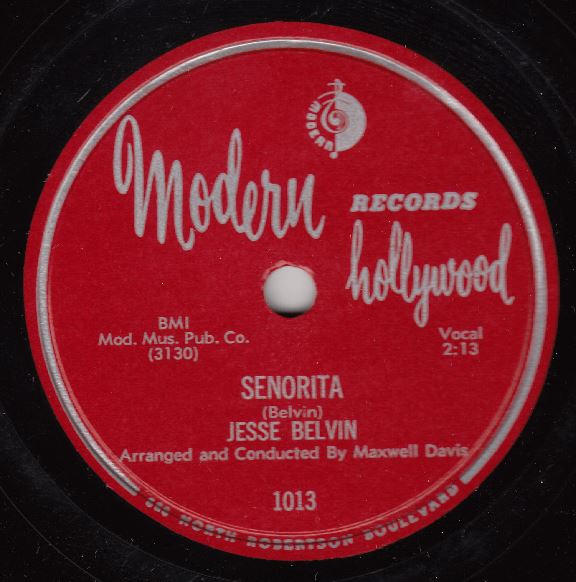 MODERN
Modern
RECORDS
hollywood
BMI
Mod. Mus. Pub. Co.
(3130)
Vocal
2:13
SENORITA
(Belvin)
JESSE BELVIN
Arranged and Conducted By Maxwell Davis
1013
NORTH ROBERTSON BOULEVARD